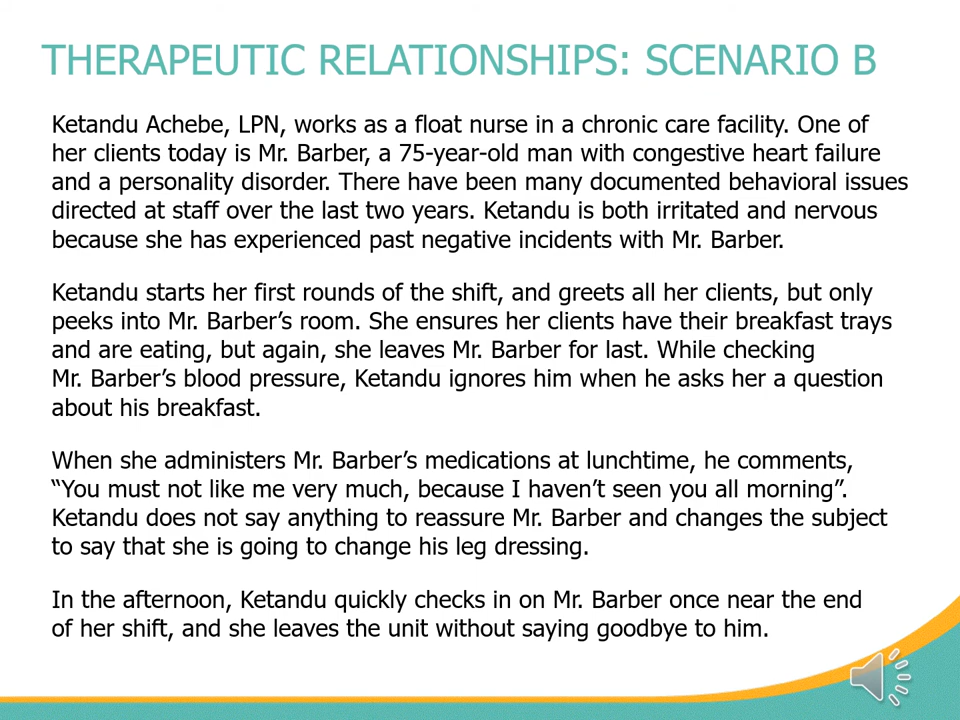 THERAPEUTIC RELATIONSHIPS: SCENARIO B
Ketandu Achebe, LPN, works as a float nurse in a chronic care facility. One of
her clients today is Mr. Barber, a 75-year-old man with congestive heart failure
and a personality disorder. There have been many documented behavioral issues
directed at staff over the last two years. Ketandu is both irritated and nervous
because she has experienced past negative incidents with Mr. Barber.
Ketandu starts her first rounds of the shift, and greets all her clients, but only
peeks into Mr. Barber’s room. She ensures her clients have their breakfast trays
and are eating, but again, she leaves Mr. Barber for last. While checking
Mr. Barber’s blood pressure, Ketandu ignores him when he asks her a question
about his breakfast.
When she administers Mr. Barber’s medications at lunchtime, he comments,
“You must not like me very much, because I haven’t seen you all morning”.
Ketandu does not say anything to reassure Mr. Barber and changes the subject
to say that she is going to change his leg dressing.
In the afternoon, Ketandu quickly checks in on Mr. Barber once near the end
of her shift, and she leaves the unit without saying goodbye to him.